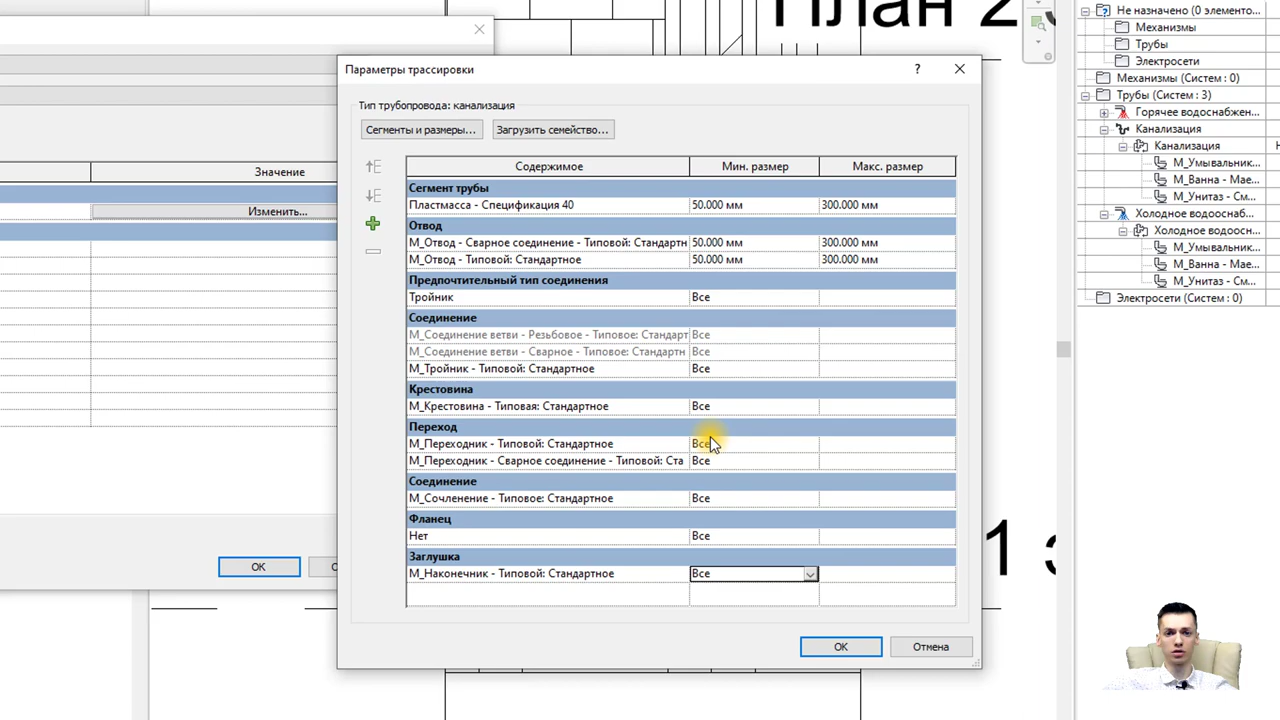 План 2
Параметры трассировки
?
Тип трубопровода: канализация
Сегменты и размеры...
Загрузить семейство...
Содержимое
Мин. размер
Макс. размер
Сегмент трубы
Пластмасса - Спецификация 40
50.000 мм
300.000 мм
Отвод
М_Отвод - Сварное соединение - Типовой: Стандартн
50.000 мм
300.000 мм
М_Отвод - Типовой: Стандартное
50.000 мм
300.000 мм
Предпочтительный тип соединения
Тройник
Все
Соединение
М_Соединение ветви - Резьбовое - Типовое: Стандарт
Все
М_Соединение ветви - Сварное - Типовое: Стандартн
Все
М_Тройник - Типовой: Стандартное
Все
Крестовина
М_Крестовина - Типовая: Стандартное
Все
Переход
М_Переходник - Типовой: Стандартное
Все
М_Переходник - Сварное соединение - Типовой: Ста
Все
Соединение
М_Сочленение - Типовое: Стандартное
Все
Фланец
Нет
Все
Заглушка
М_Наконечник - Типовой: Стандартное
Все
OK
Отмена
Значение
Изменить...
OK
1 э
Не назначено (0 элементо...
Механизмы
Трубы
Электросети
Механизмы (Систем : 0)
Трубы (Систем : 3)
Горячее водоснабжен...
Канализация
Канализация
М_Умывальник...
М_Ванна - Мае...
М_Унитаз - См...
Холодное водооснаб...
Холодное водоосн...
М_Умывальник...
М_Ванна - Мае...
М_Унитаз - См...
Электросети (Систем : 0)